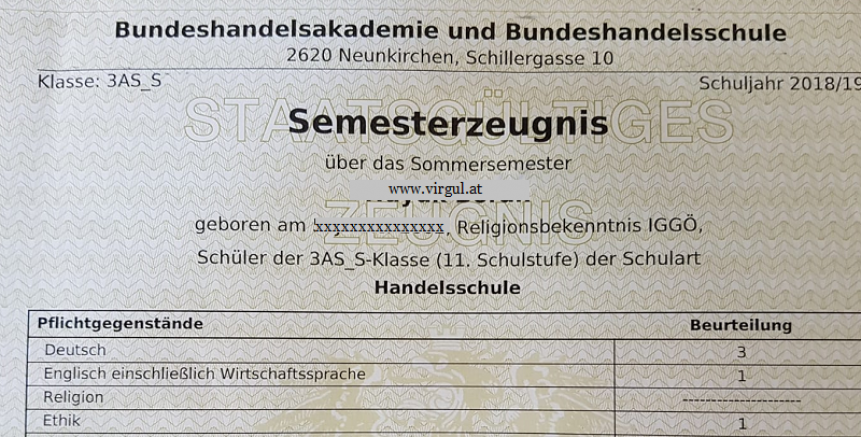 Bundeshandelsakademie und Bundeshandelsschule
2620 Neunkirchen, Schillergasse 10
Klasse: 3AS_S Schuljahr 2018/19
STAATSGÜLTIGES
Semesterzeugnis
über das Sommersemester
www.virgul.at
ZEUGNIS
geboren am xxxxxxxxxxxxxxx, Religionsbekenntnis IGGÖ,
Schüler der 3AS_S-Klasse (11. Schulstufe) der Schulart
Handelsschule
Pflichtgegenstände Beurteilung
Deutsch 3
Englisch einschließlich Wirtschaftssprache 1
Religion ---------------------
Ethik 1